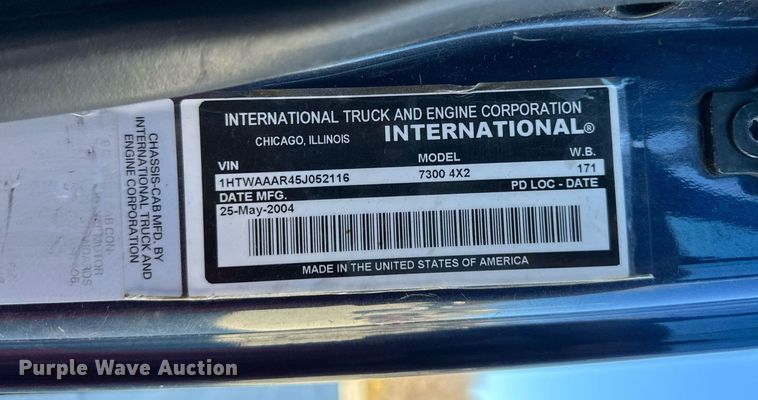 INTERNATIONAL TRUCK AND ENGINE CORPORATION
CHICAGO, ILLINOIS INTERNATIONAL®
VIN MODEL W.B.
1HTWAAAR45J052116 7300 4X2 171
DATE MFG. PD LOC - DATE
25-May-2004
MADE IN THE UNITED STATES OF AMERICA
CHASSIS-CAB MFD. BY
INTERNATIONAL TRUCK AND
ENGINE CORPORATION
Purple Wave Auction